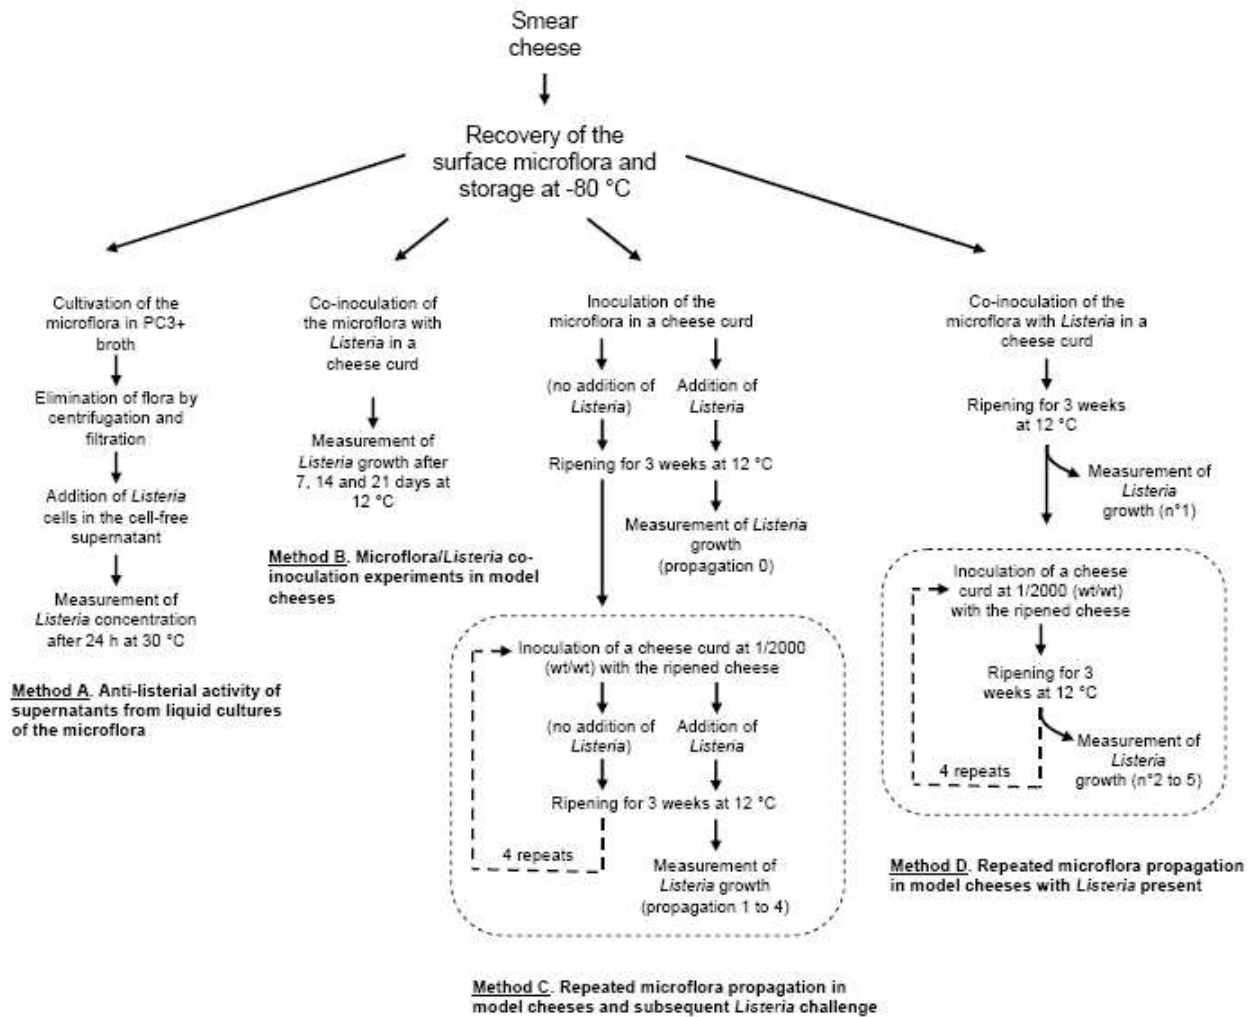 Smear
cheese
Recovery of the
surface microflora and
storage at -80 °C
Cultivation of the
microflora in PC3+
broth
Elimination of flora by
centrifugation and
filtration
Addition of Listeria
cells in the cell-free
supernatant
Measurement of
Listeria concentration
after 24 h at 30 °C
Method A. Anti-listerial activity of
supernatants from liquid cultures
of the microflora
Co-inoculation of
the microflora with
Listeria in a
cheese curd
Measurement of
Listeria growth after
7, 14 and 21 days at
12 °C
Method B. Microflora/Listeria co-
inoculation experiments in model
cheeses
Inoculation of the
microflora in a cheese curd
(no addition of
Listeria)
Addition of
Listeria
Ripening for 3 weeks at 12 °C
Measurement of Listeria
growth
(propagation 0)
Inoculation of a cheese curd at 1/2000
(wt/wt) with the ripened cheese
(no addition of
Listeria)
Addition of
Listeria
Ripening for 3 weeks at 12 °C
4 repeats
Measurement of
Listeria growth
(propagation 1 to 4)
Method C. Repeated microflora propagation in
model cheeses and subsequent Listeria challenge
Co-inoculation of the
microflora with Listeria in a
cheese curd
Ripening for 3 weeks
at 12 °C
Measurement of
Listeria
growth (n°1)
Inoculation of a cheese
curd at 1/2000 (wt/wt)
with the ripened cheese
Ripening for 3
weeks at 12 °C
Measurement of
Listeria
growth (n°2 to 5)
4 repeats
Method D. Repeated microflora propagation
in model cheeses with Listeria present